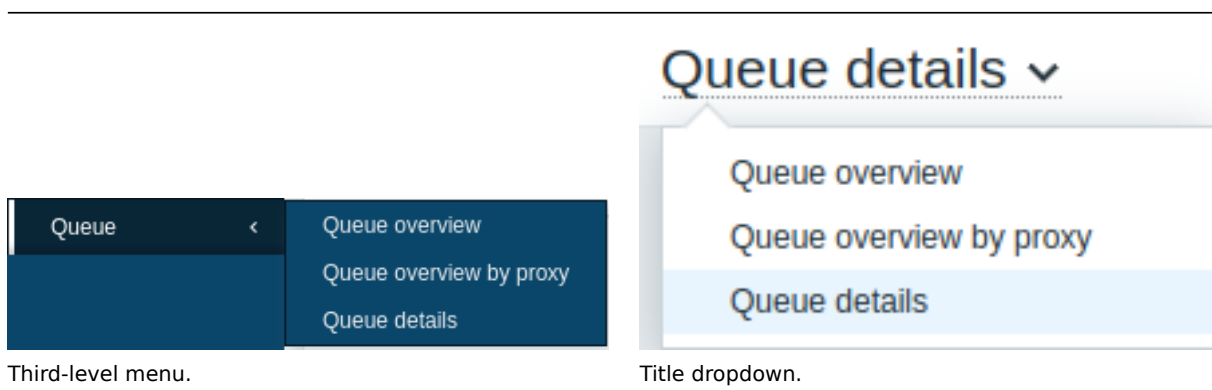 Queue
Queue overview
Queue overview by proxy
Queue details
Third-level menu.
Queue details
Queue overview
Queue overview by proxy
Queue details
Title dropdown.